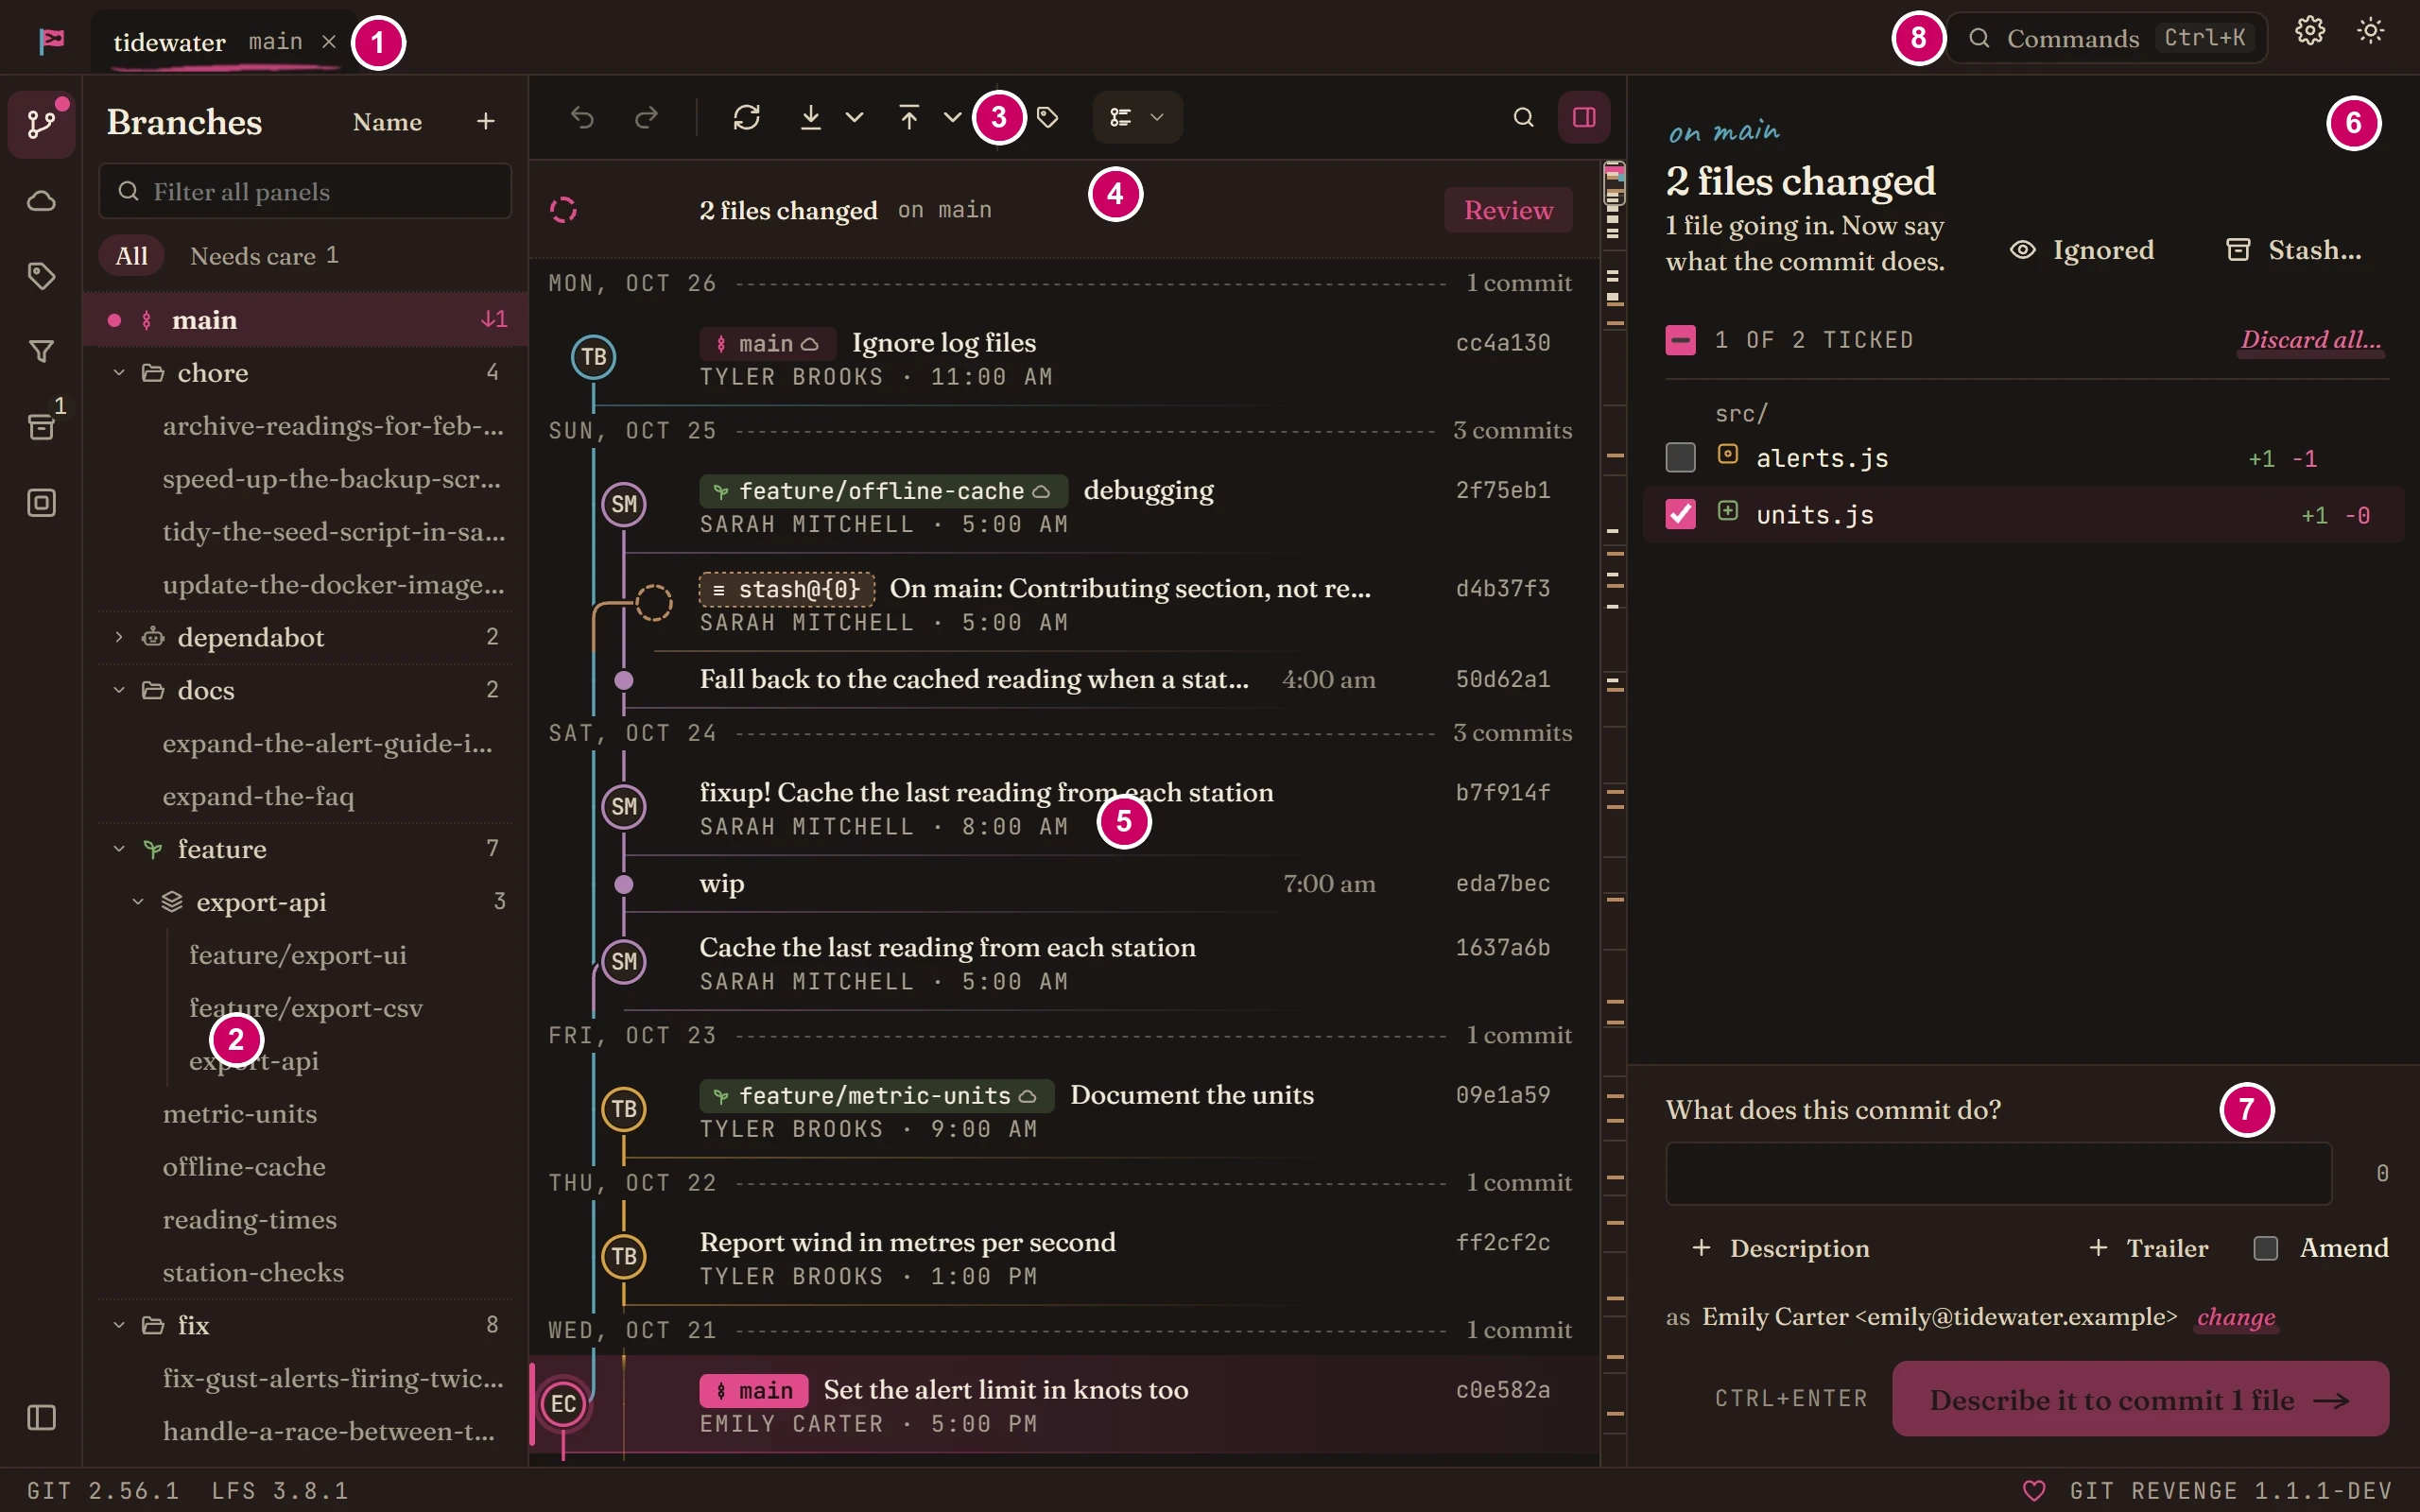 tidewater main × 1
8 Commands Ctrl+K
Branches Name +
Filter all panels
All Needs care 1
main ↓1
chore 4
archive-readings-for-feb-...
speed-up-the-backup-scr...
tidy-the-seed-script-in-sa...
update-the-docker-image...
dependabot 2
docs 2
expand-the-alert-guide-i...
expand-the-faq
feature 7
export-api 3
feature/export-ui
feature/export-csv
2
export-api
metric-units
offline-cache
reading-times
station-checks
fix 8
fix-gust-alerts-firing-twic...
handle-a-race-between-t...
1
3
4
2 files changed on main Review
MON, OCT 26 1 commit
TB main Ignore log files cc4a130
TYLER BROOKS · 11:00 AM
SUN, OCT 25 3 commits
SM feature/offline-cache debugging 2f75eb1
SARAH MITCHELL · 5:00 AM
stash@{0} On main: Contributing section, not re... d4b37f3
SARAH MITCHELL · 5:00 AM
Fall back to the cached reading when a stat... 4:00 am 50d62a1
SAT, OCT 24 3 commits
SM fixup! Cache the last reading from each station b7f914f
SARAH MITCHELL · 8:00 AM 5
wip 7:00 am eda7bec
SM Cache the last reading from each station 1637a6b
SARAH MITCHELL · 5:00 AM
FRI, OCT 23 1 commit
TB feature/metric-units Document the units 09e1a59
TYLER BROOKS · 9:00 AM
THU, OCT 22 1 commit
TB Report wind in metres per second ff2cf2c
TYLER BROOKS · 1:00 PM
WED, OCT 21 1 commit
EC main Set the alert limit in knots too c0e582a
EMILY CARTER · 5:00 PM
on main 6
2 files changed
1 file going in. Now say
what the commit does.
Ignored Stash...
1 OF 2 TICKED Discard all...
src/
alerts.js +1 -1
units.js +1 -0
What does this commit do? 7
0
+ Description + Trailer Amend
as Emily Carter <emily@tidewater.example> change
CTRL+ENTER Describe it to commit 1 file →
GIT 2.56.1 LFS 3.8.1
GIT REVENGE 1.1.1-DEV